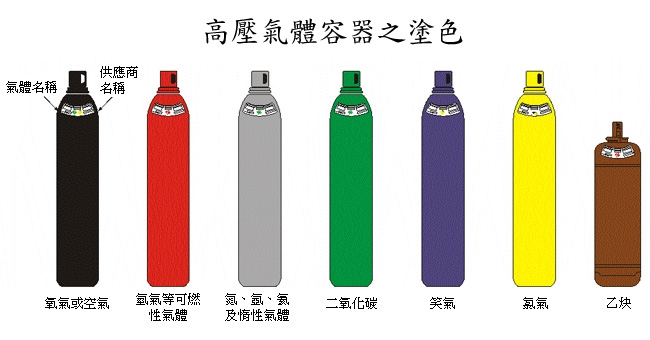 高壓氣體容器之塗色
氣體名稱
供應商
名稱
氧氣或空氣
氫氣等可燃
性氣體
氮、氬、氦
及惰性氣體
二氧化碳
笑氣
氯氣
乙炔